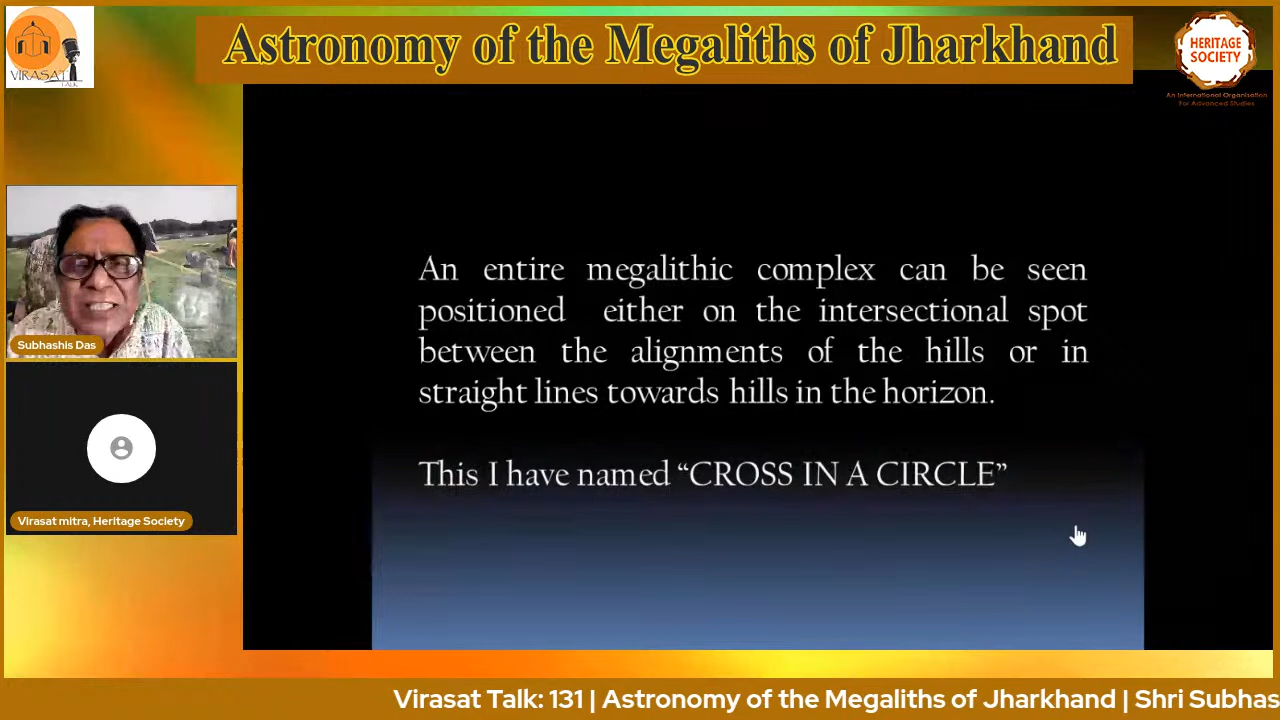 Astronomy of the Megaliths of Jharkhand
VIRASAT
TALK
HERITAGE
SOCIETY
An International Organisation
For Advanced Studies
An entire megalithic complex can be seen
positioned either on the intersectional spot
between the alignments of the hills or in
straight lines towards hills in the horizon.
This I have named “CROSS IN A CIRCLE”
Subhashis Das
Virasat mitra, Heritage Society
Virasat Talk: 131 | Astronomy of the Megaliths of Jharkhand | Shri Subhas